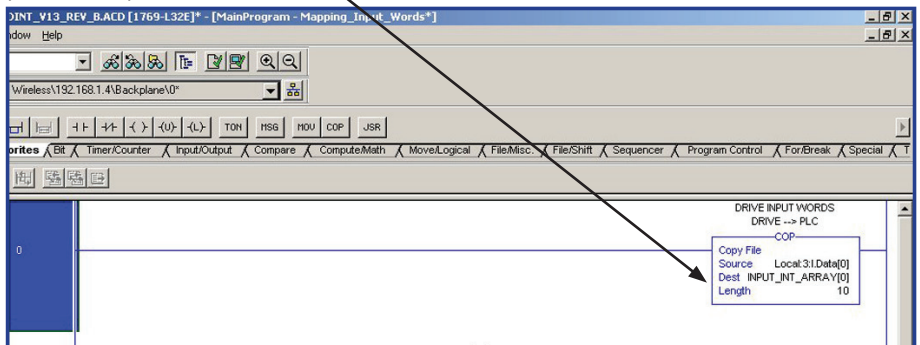 OINT_V13_REV_B.ACD [1769-L32E]* - [MainProgram - Mapping_Input_Words*]
Help
Wireless\192.168.1.4\Backplane\0*
TON MSG MOV COP JSR
orites Bit Timer/Counter Input/Output Compare Compute/Math Move/Logical File/Misc. File/Shift Sequencer Program Control For/Break Special T
DRIVE INPUT WORDS
DRIVE --> PLC
COP
0
Copy File
Source Local:3:I.Data[0]
Dest INPUT_INT_ARRAY[0]
Length 10